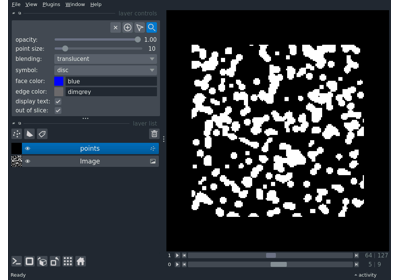 File View Plugins Window Help
layer controls
opacity: 1.00
point size: 10
blending: translucent
symbol: disc
face color: blue
edge color: dimgrey
display text:
out of slice:
layer list
points
Image
1 64 127
0 5 9
Ready activity